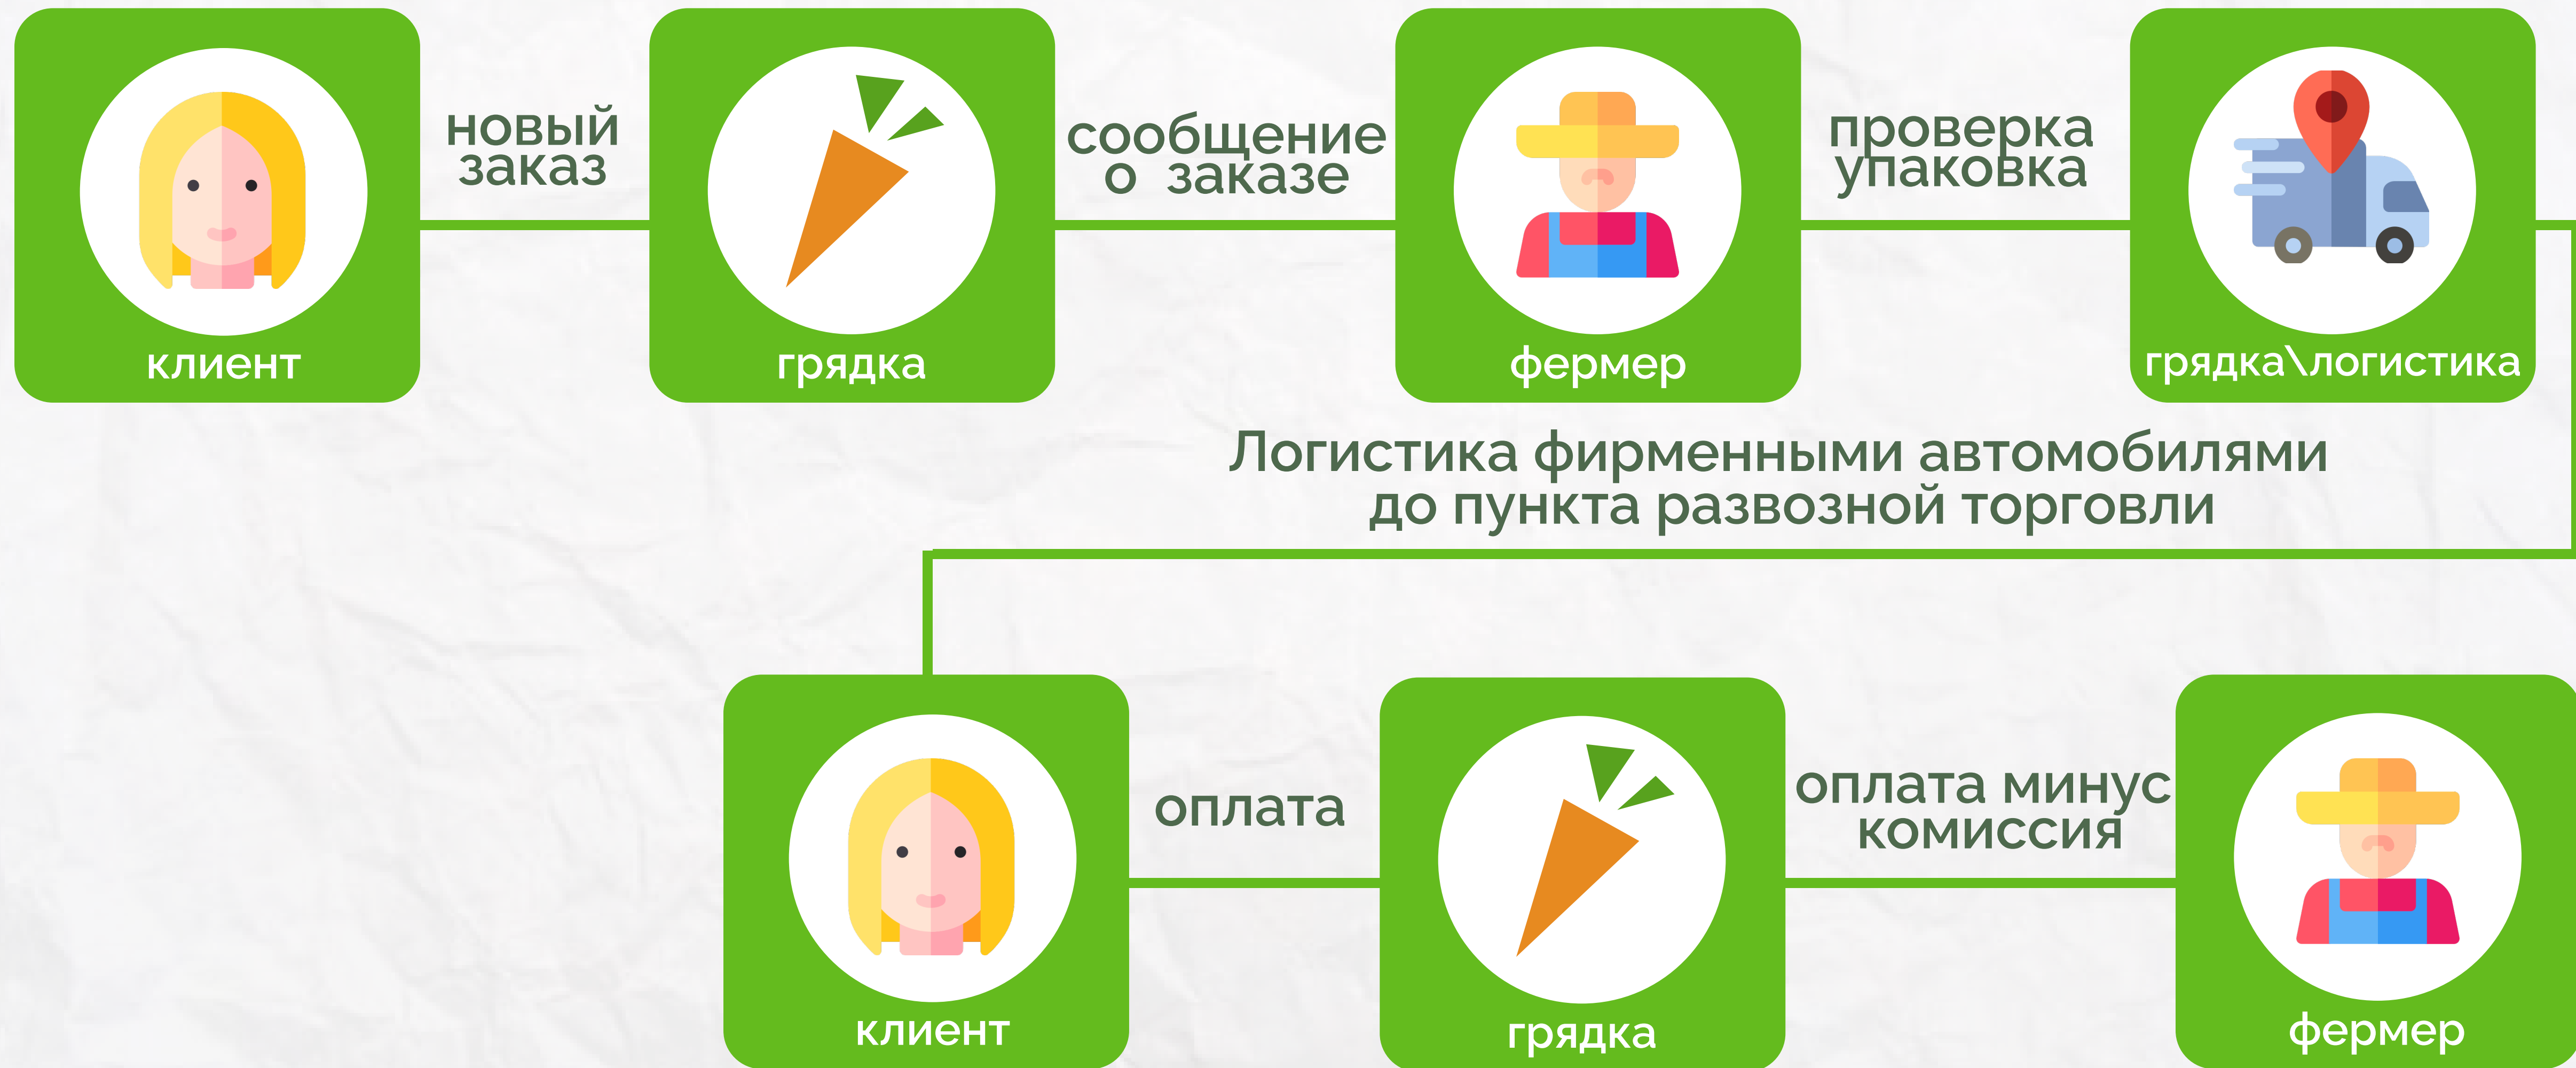 новый
заказ
сообщение
о заказе
проверка
упаковка
клиент
грядка
фермер
грядка\логистика
Логистика фирменными автомобилями
до пункта развозной торговли
оплата
оплата минус
комиссия
клиент
грядка
фермер